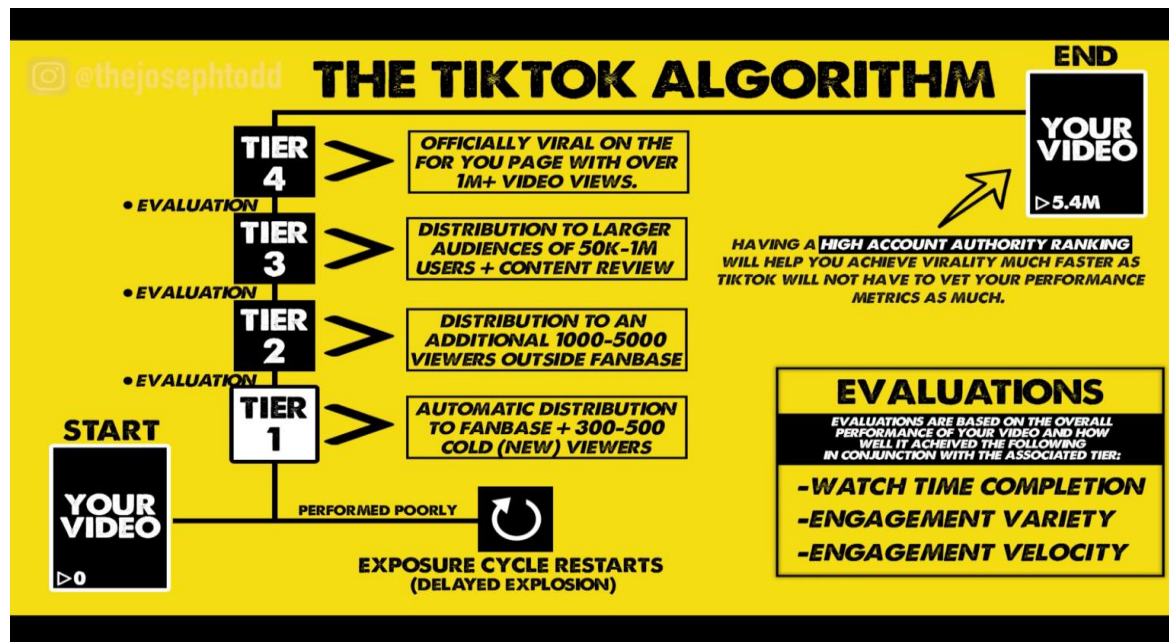 @thejosephtodd
THE TIKTOK ALGORITHM
END
YOUR
VIDEO
5.4M
TIER
4
OFFICIALLY VIRAL ON THE
FOR YOU PAGE WITH OVER
1M+ VIDEO VIEWS.
• EVALUATION
TIER
3
DISTRIBUTION TO LARGER
AUDIENCES OF 50K-1M
USERS + CONTENT REVIEW
HAVING A HIGH ACCOUNT AUTHORITY RANKING
WILL HELP YOU ACHIEVE VIRALITY MUCH FASTER AS
TIKTOK WILL NOT HAVE TO VET YOUR PERFORMANCE
METRICS AS MUCH.
• EVALUATION
TIER
2
DISTRIBUTION TO AN
ADDITIONAL 1000-5000
VIEWERS OUTSIDE FANBASE
• EVALUATION
TIER
1
AUTOMATIC DISTRIBUTION
TO FANBASE + 300-500
COLD (NEW) VIEWERS
START
YOUR
VIDEO
0
PERFORMED POORLY
EXPOSURE CYCLE RESTARTS
(DELAYED EXPLOSION)
EVALUATIONS
EVALUATIONS ARE BASED ON THE OVERALL
PERFORMANCE OF YOUR VIDEO AND HOW
WELL IT ACHEIVED THE FOLLOWING
IN CONJUNCTION WITH THE ASSOCIATED TIER:
-WATCH TIME COMPLETION
-ENGAGEMENT VARIETY
-ENGAGEMENT VELOCITY